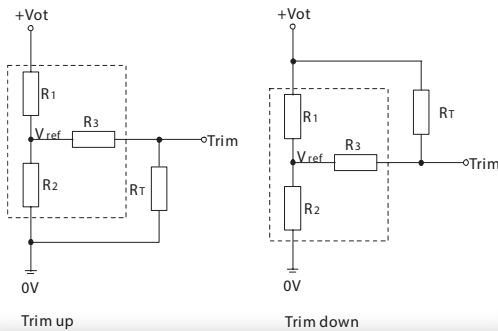 +Vot
R1
Vref
R3
Trim
R2
RT
0V
Trim up
+Vot
R1
RT
Vref
R3
Trim
R2
0V
Trim down